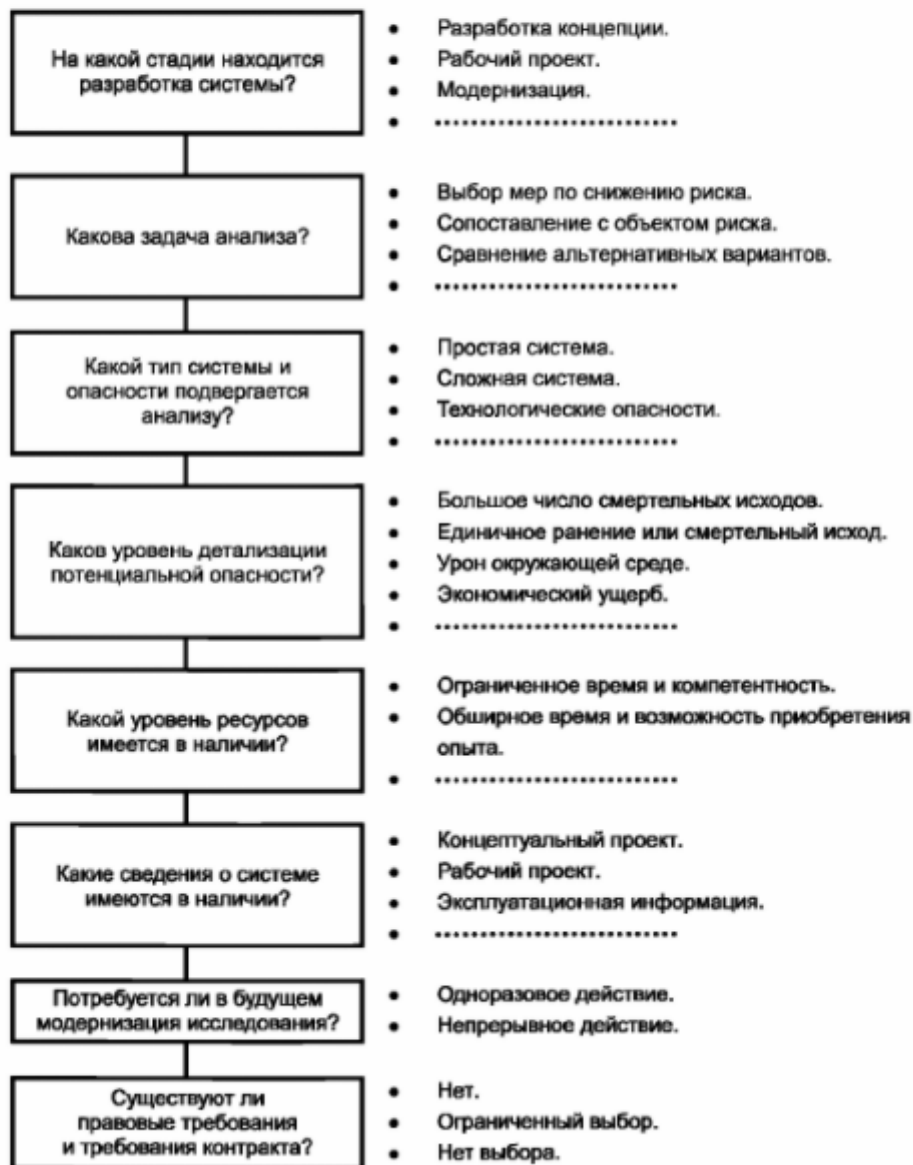 На какой стадии находится
разработка системы?
• Разработка концепции.
• Рабочий проект.
• Модернизация.
• ............................
Какова задача анализа?
• Выбор мер по снижению риска.
• Сопоставление с объектом риска.
• Сравнение альтернативных вариантов.
• ............................
Какой тип системы и
опасности подвергается
анализу?
• Простая система.
• Сложная система.
• Технологические опасности.
• ............................
Каков уровень детализации
потенциальной опасности?
• Большое число смертельных исходов.
• Единичное ранение или смертельный исход.
• Урон окружающей среде.
• Экономический ущерб.
• ............................
Какой уровень ресурсов
имеется в наличии?
• Ограниченное время и компетентность.
• Обширное время и возможность приобретения
опыта.
• ............................
Какие сведения о системе
имеются в наличии?
• Концептуальный проект.
• Рабочий проект.
• Эксплуатационная информация.
• ............................
Потребуется ли в будущем
модернизация исследования?
• Одноразовое действие.
• Непрерывное действие.
Существуют ли
правовые требования
и требования контракта?
• Нет.
• Ограниченный выбор.
• Нет выбора.